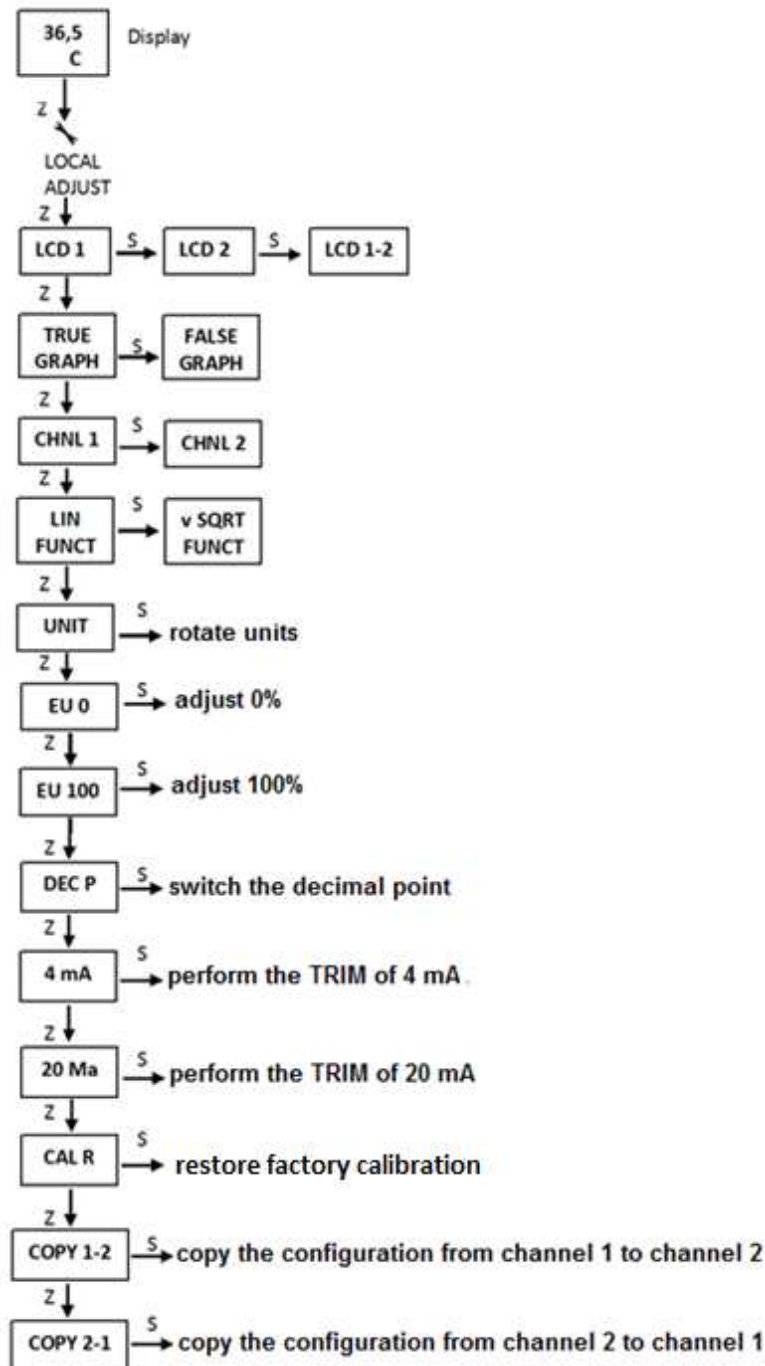 36,5
C
Display
Z
LOCAL
ADJUST
Z
LCD 1
S
LCD 2
S
LCD 1-2
Z
TRUE
GRAPH
S
FALSE
GRAPH
Z
CHNL 1
S
CHNL 2
Z
LIN
FUNCT
S
v SQRT
FUNCT
Z
UNIT
S
rotate units
Z
EU 0
S
adjust 0%
Z
EU 100
S
adjust 100%
Z
DEC P
S
switch the decimal point
Z
4 mA
S
perform the TRIM of 4 mA.
Z
20 Ma
S
perform the TRIM of 20 mA
Z
CAL R
S
restore factory calibration
Z
COPY 1-2
S
copy the configuration from channel 1 to channel 2
Z
COPY 2-1
S
copy the configuration from channel 2 to channel 1